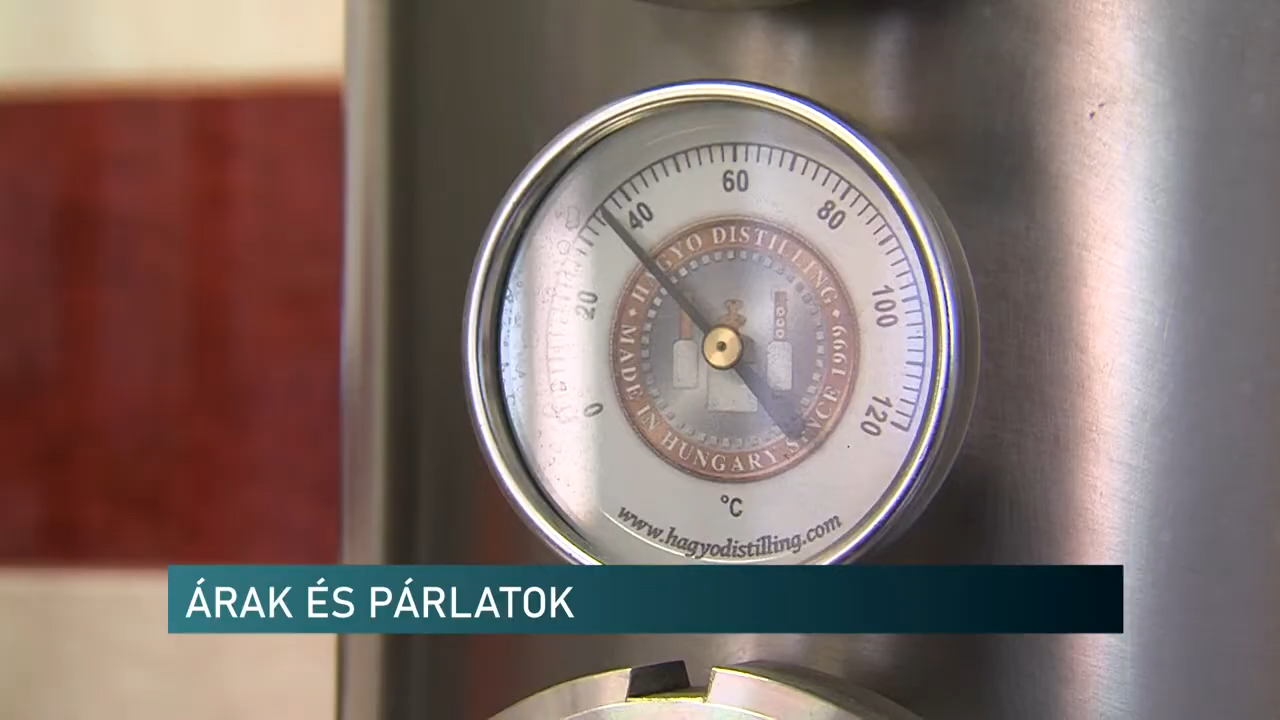 0
20
40
60
80
100
120
HAGYO DISTILLING • SINCE 1999
• MADE IN HUNGARY
°C
www.hagyodistilling.com
ÁRAK ÉS PÁRLATOK